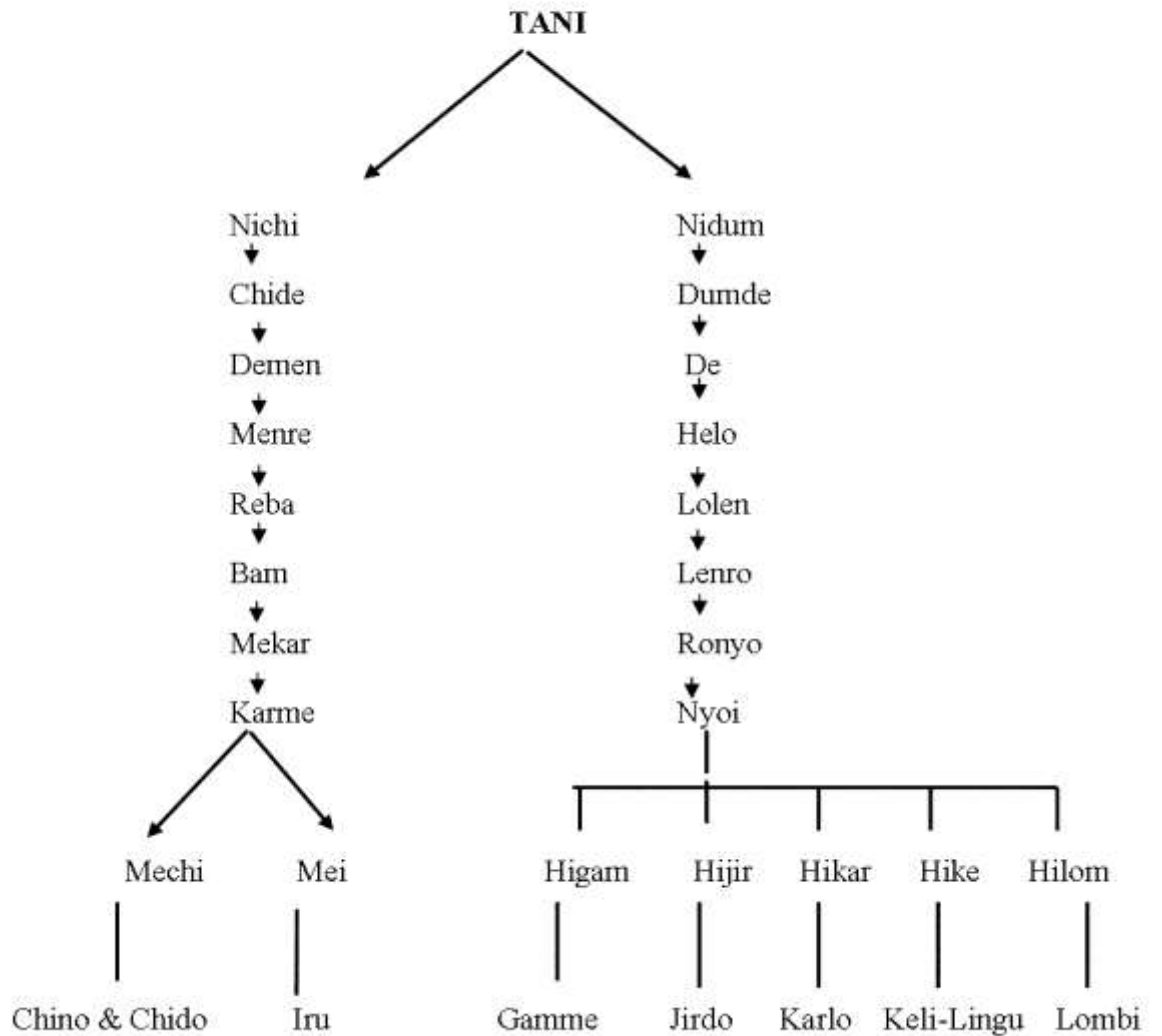 TANI
Nichi Nidum
Chide Dumde
Demen De
Menre Helo
Reba Lolen
Bam Lenro
Mekar Ronyo
Karme Nyoi
Mechi Mei Higam Hijir Hikar Hike Hilom
Chino & Chido Iru Gamme Jirdo Karlo Keli-Lingu Lombi